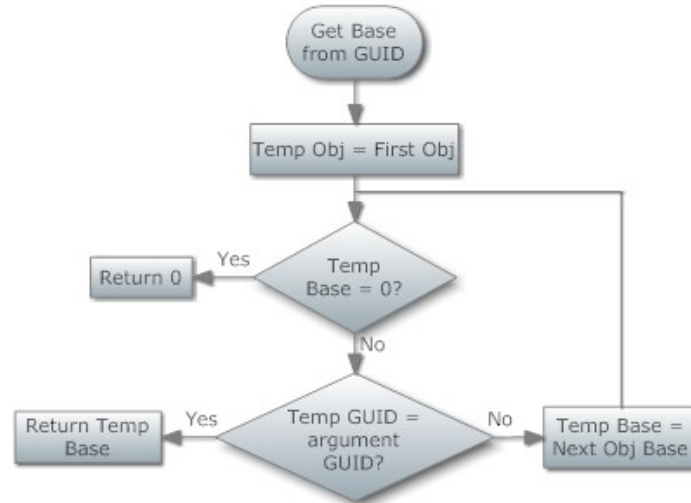 Get Base
from GUID
Temp Obj = First Obj
Yes
Return 0
Temp
Base = 0?
No
Return Temp
Base
Yes
Temp GUID =
argument
GUID?
No
Temp Base =
Next Obj Base